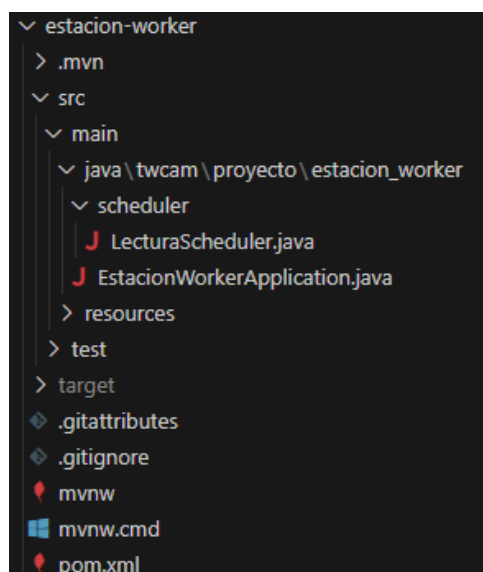 estacion-worker
.mvn
src
main
java\twcam\proyecto\estacion_worker
scheduler
LecturaScheduler.java
EstacionWorkerApplication.java
resources
test
target
.gitattributes
.gitignore
mvnw
mvnw.cmd
pom.xml